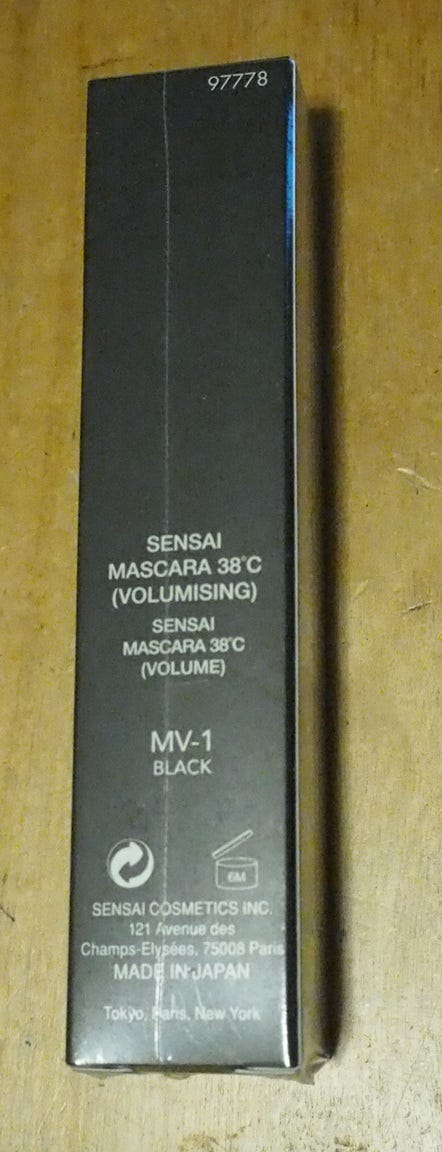 97778
SENSAI
MASCARA 38°C
(VOLUMISING)
SENSAI
MASCARA 38°C
(VOLUME)
MV-1
BLACK
6M
SENSAI COSMETICS INC.
121 Avenue des
Champs-Elysées, 75008 Paris
MADE IN JAPAN
Tokyo, Paris, New York